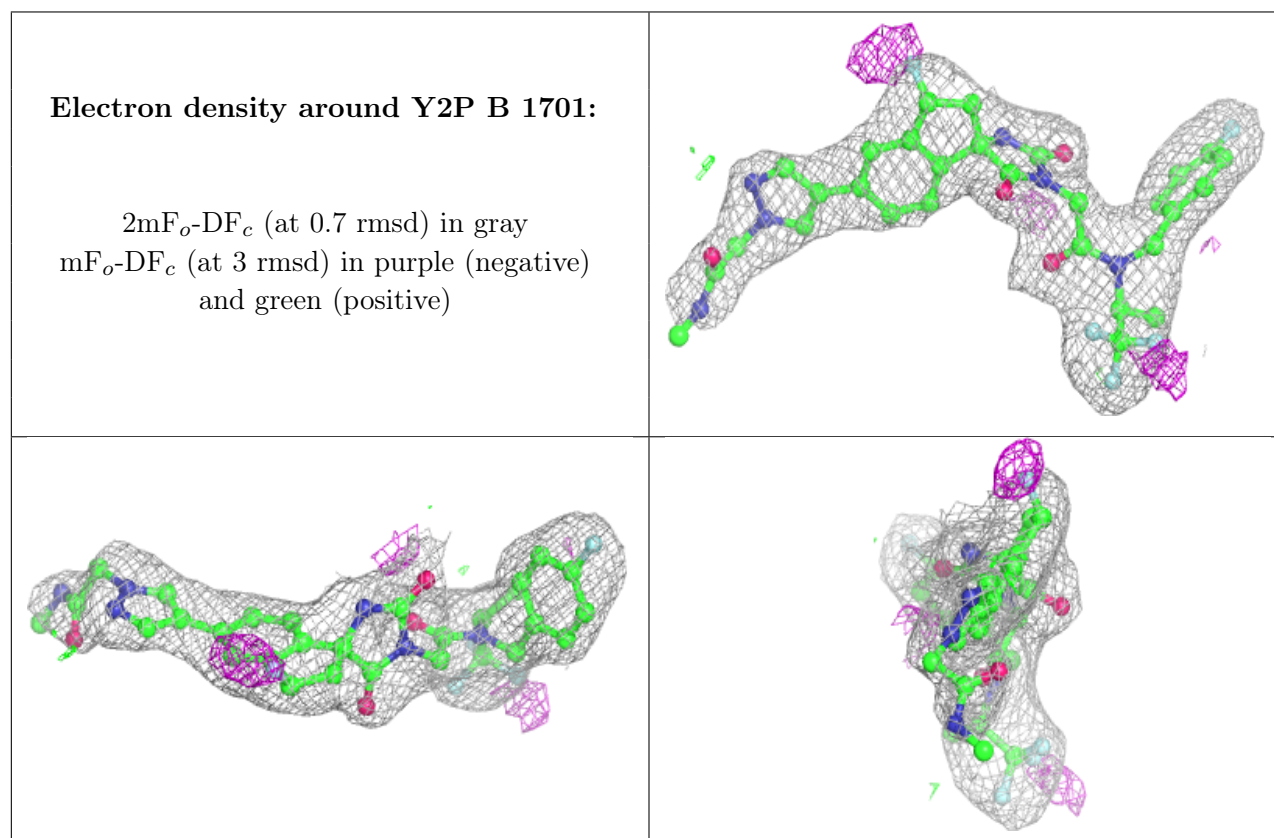 Electron density around Y2P B 1701:
2mFo-DFc (at 0.7 rmsd) in gray
mFo-DFc (at 3 rmsd) in purple (negative)
and green (positive)